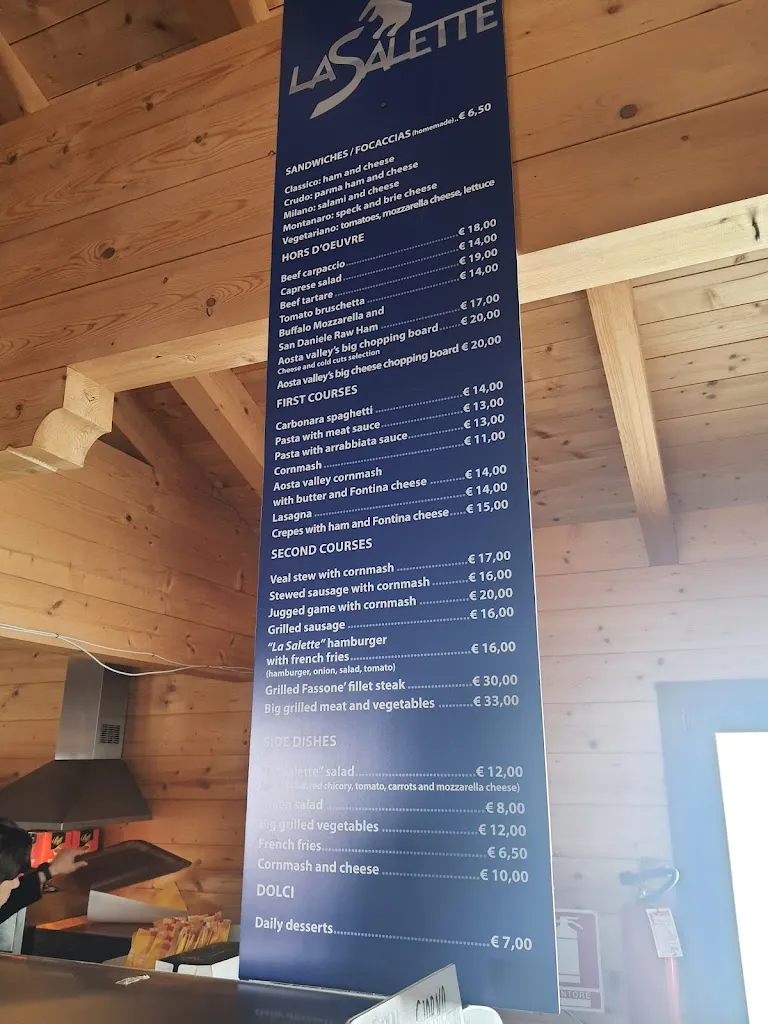 LA SALETTE
SANDWICHES / FOCACCIAS (homemade)..€ 6,50
Classico: ham and cheese
Crudo: parma ham and cheese
Milano: salami and cheese
Montanaro: speck and brie cheese
Vegetariano: tomatoes, mozzarella cheese, lettuce
HORS D'OEUVRE
Beef carpaccio..............€ 18,00
Caprese salad..............€ 14,00
Beef tartare..............€ 19,00
Tomato bruschetta..............€ 14,00
Buffalo Mozzarella and
San Daniele Raw Ham..............€ 17,00
Aosta valley's big chopping board......€ 20,00
Cheese and cold cuts selection
Aosta valley's big cheese chopping board € 20,00
FIRST COURSES
Carbonara spaghetti..............€ 14,00
Pasta with meat sauce..............€ 13,00
Pasta with arrabbiata sauce..............€ 13,00
Cornmash..............€ 11,00
Aosta valley cornmash
with butter and Fontina cheese........€ 14,00
Lasagna..............€ 14,00
Crepes with ham and Fontina cheese.....€ 15,00
SECOND COURSES
Veal stew with cornmash..............€ 17,00
Stewed sausage with cornmash..........€ 16,00
Jugged game with cornmash..............€ 20,00
Grilled sausage..............€ 16,00
"La Salette" hamburger
with french fries..............€ 16,00
(hamburger, onion, salad, tomato)
Grilled Fassone' fillet steak..............€ 30,00
Big grilled meat and vegetables.........€ 33,00
SIDE DISHES
salad..............€ 12,00
chicory, tomato, carrots and mozzarella cheese)
salad..............€ 8,00
Big grilled vegetables..............€ 12,00
French fries..............€ 6,50
Cornmash and cheese..............€ 10,00
DOLCI
Daily desserts..............€ 7,00